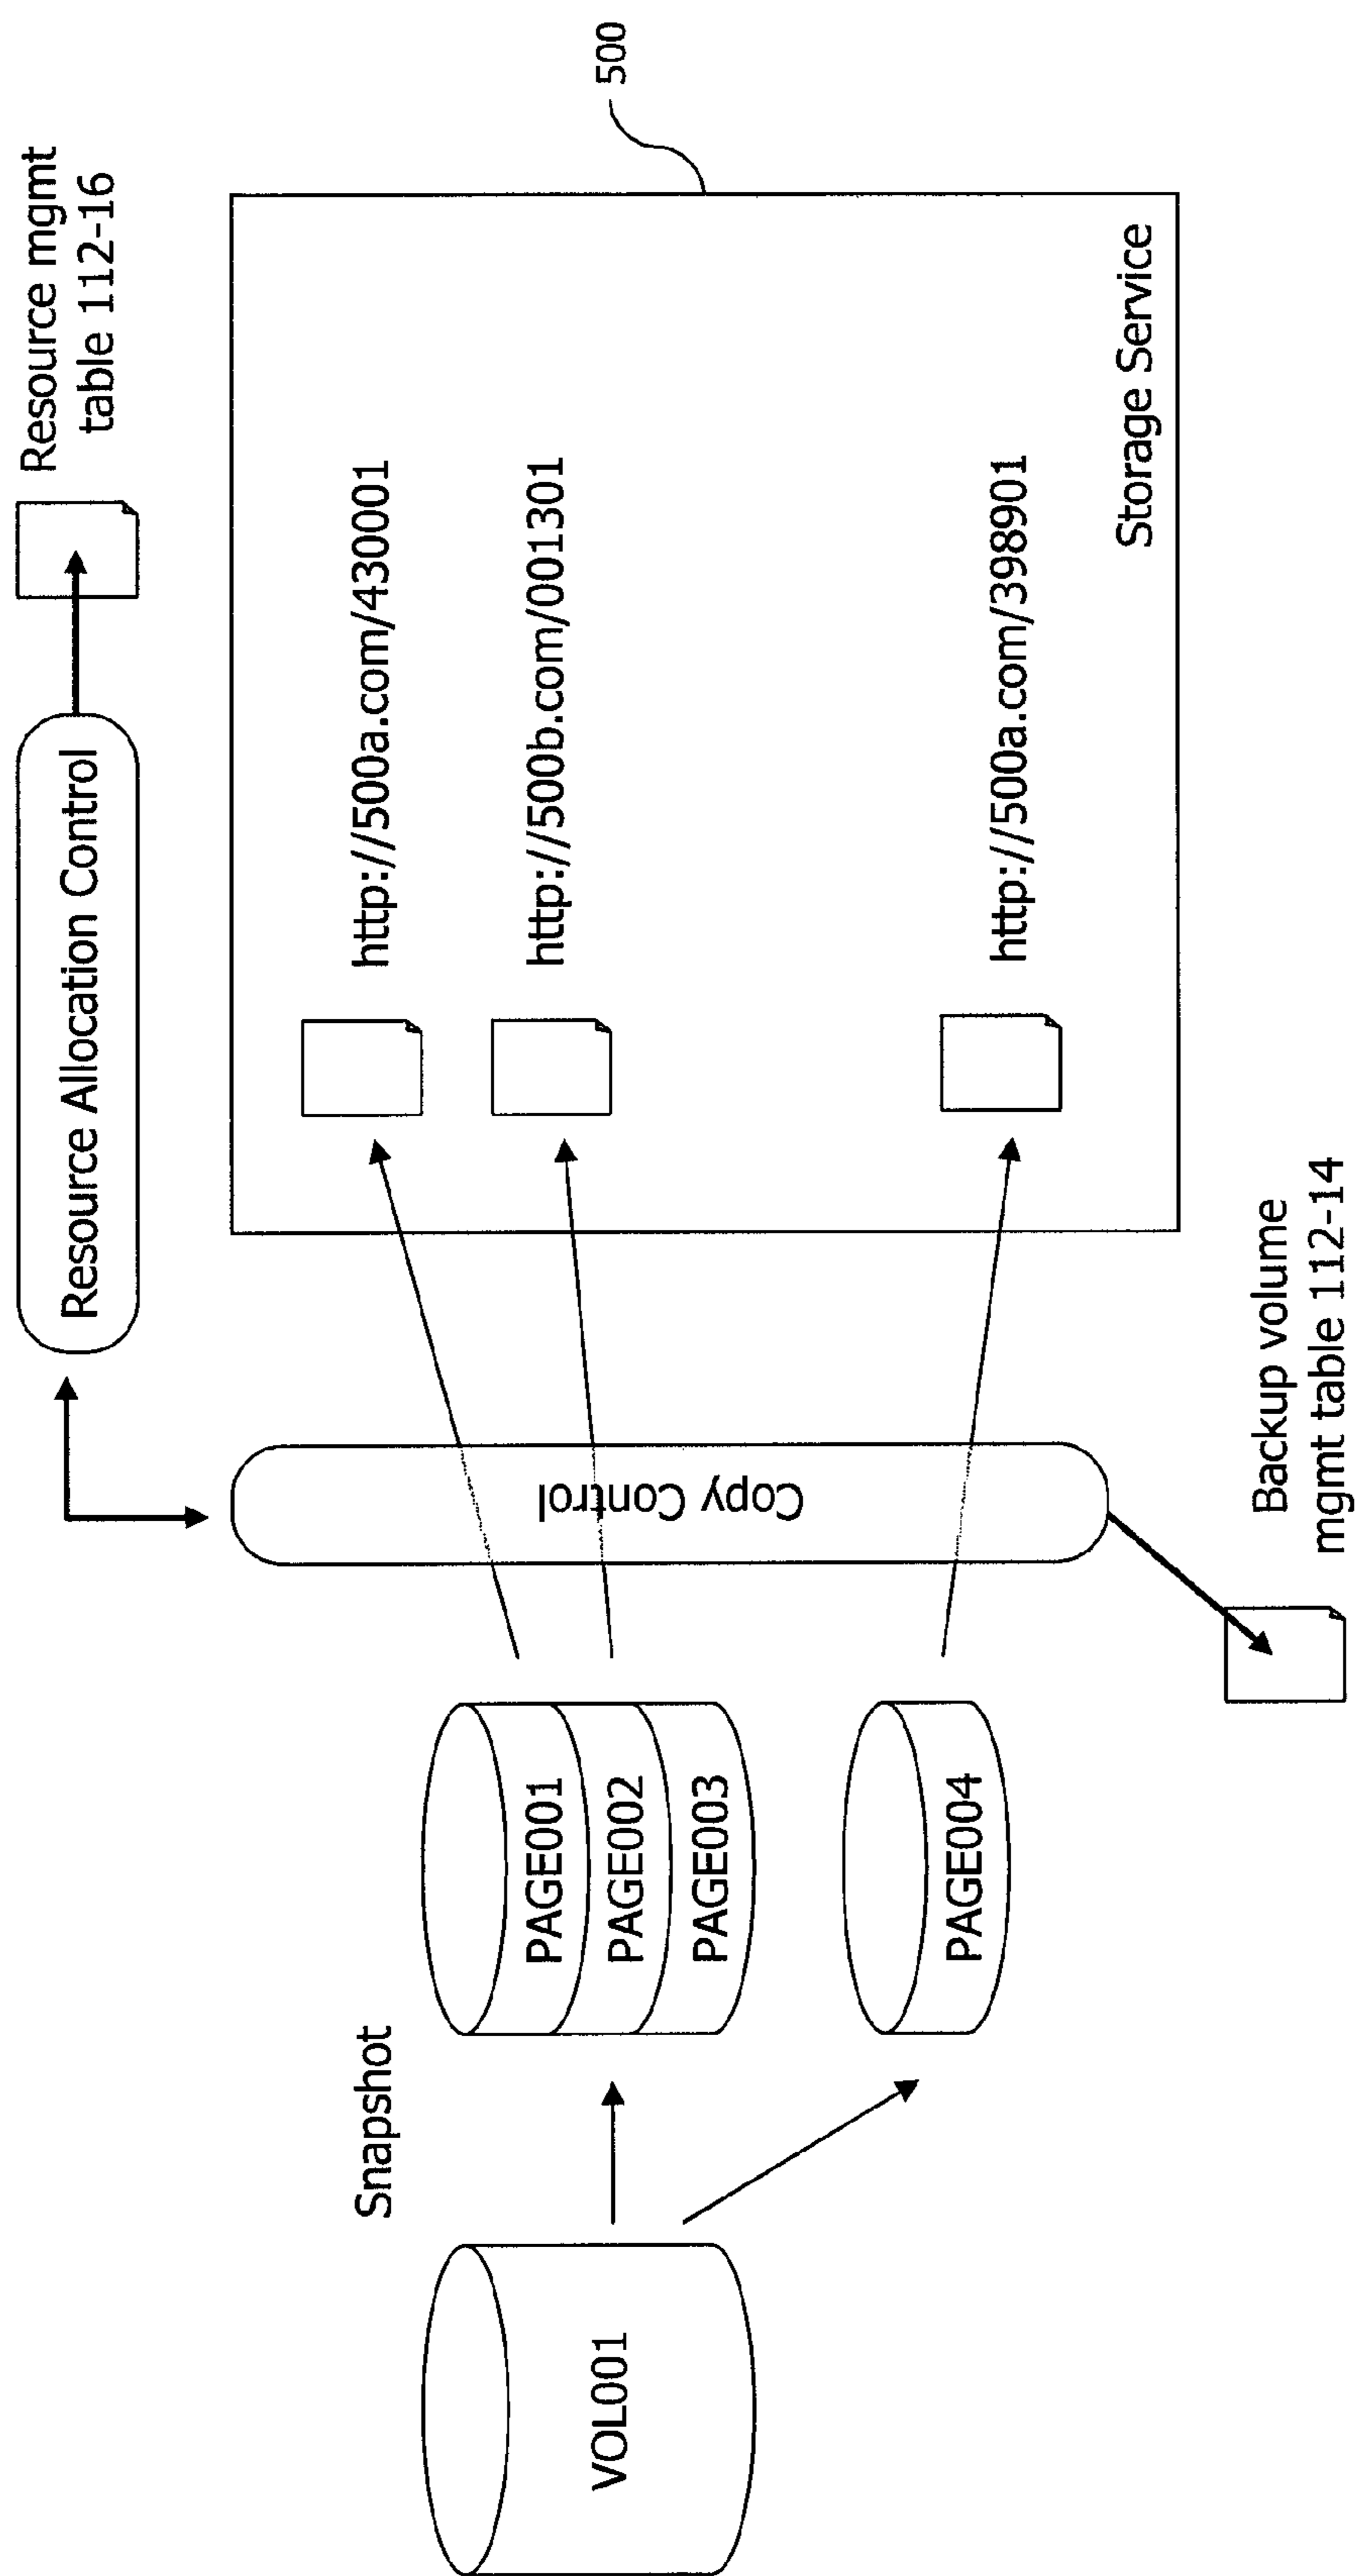 Resource Allocation Control
Resource mgmt
table 112-16
500
Snapshot
VOL001
PAGE001
PAGE002
PAGE003
PAGE004
Copy Control
http://500a.com/430001
http://500b.com/001301
http://500a.com/398901
Storage Service
Backup volume
mgmt table 112-14